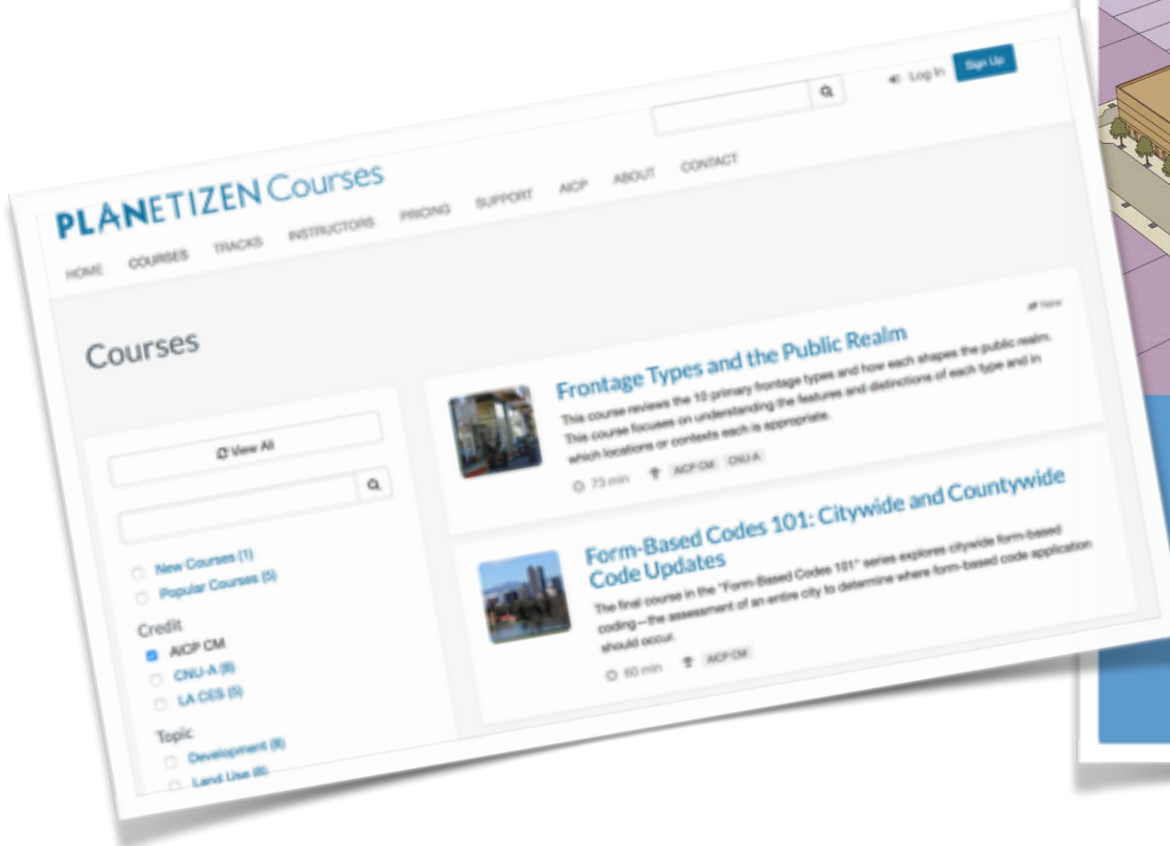 Log In
Sign Up
PLANETIZEN Courses
HOME COURSES TRACKS INSTRUCTORS PRICING SUPPORT AICP ABOUT CONTACT
Courses
View All
New Courses (1)
Popular Courses (5)
Credit
AICP CM
CNU-A (8)
LA CES (5)
Topic
Development (8)
Land Use (8)
New
Frontage Types and the Public Realm
This course reviews the 10 primary frontage types and how each shapes the public realm.
This course focuses on understanding the features and distinctions of each type and in
which locations or contexts each is appropriate.
73 min AICP CM CNU-A
Form-Based Codes 101: Citywide and Countywide
Code Updates
The final course in the "Form-Based Codes 101" series explores citywide form-based
coding—the assessment of an entire city to determine where form-based code application
should occur.
60 min AICP CM